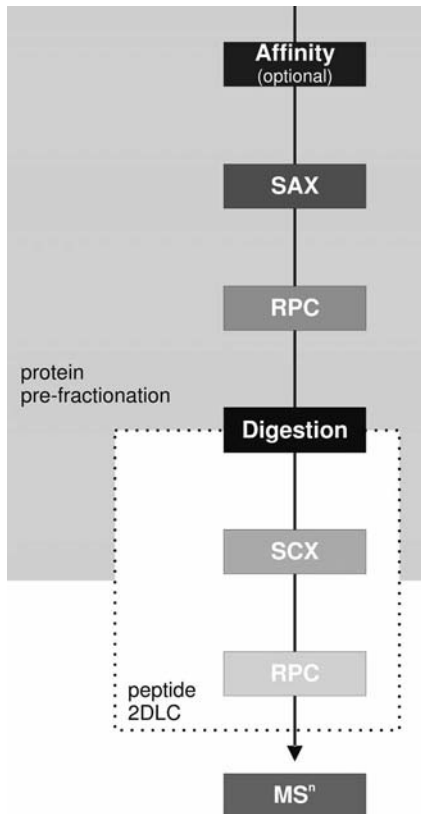 Affinity
(optional)
SAX
RPC
protein
pre-fractionation
Digestion
SCX
RPC
peptide
2DLC
MSⁿ